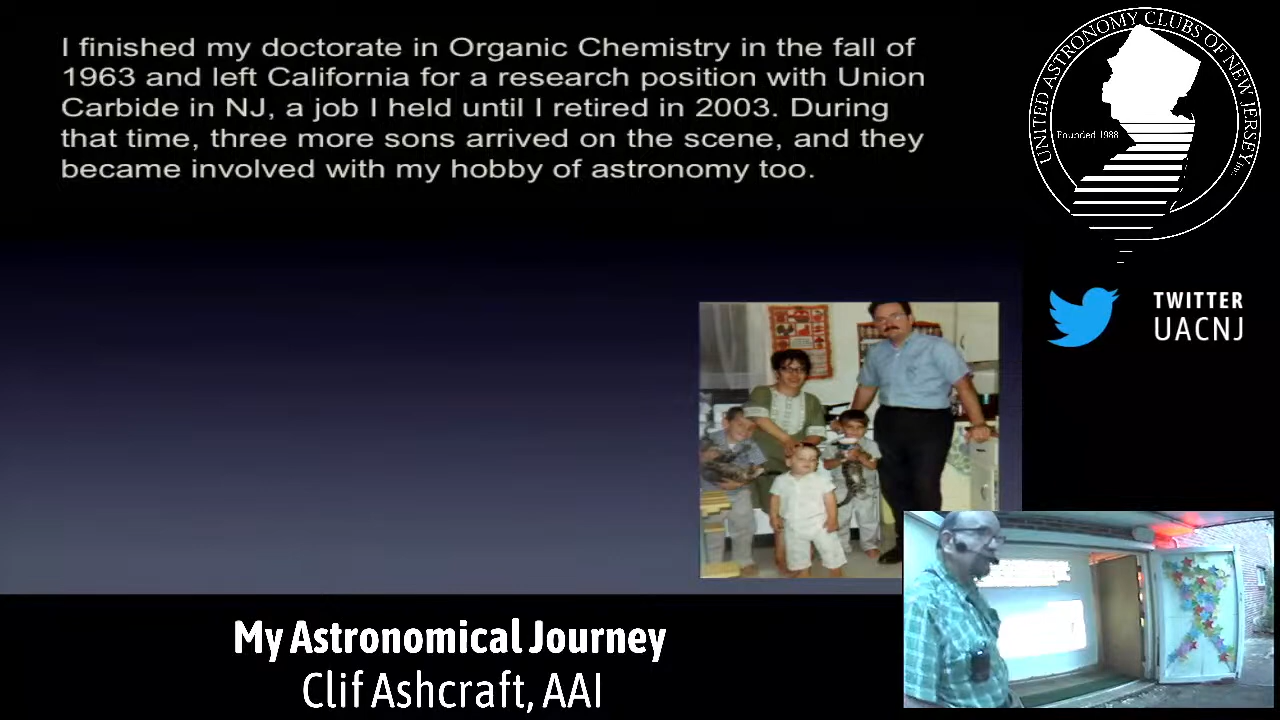 I finished my doctorate in Organic Chemistry in the fall of
1963 and left California for a research position with Union
Carbide in NJ, a job I held until I retired in 2003. During
that time, three more sons arrived on the scene, and they
became involved with my hobby of astronomy too.
UNITED ASTRONOMY CLUBS OF NEW JERSEY, Inc.
Founded 1988
TWITTER
UACNJ
My Astronomical Journey
Clif Ashcraft, AAI